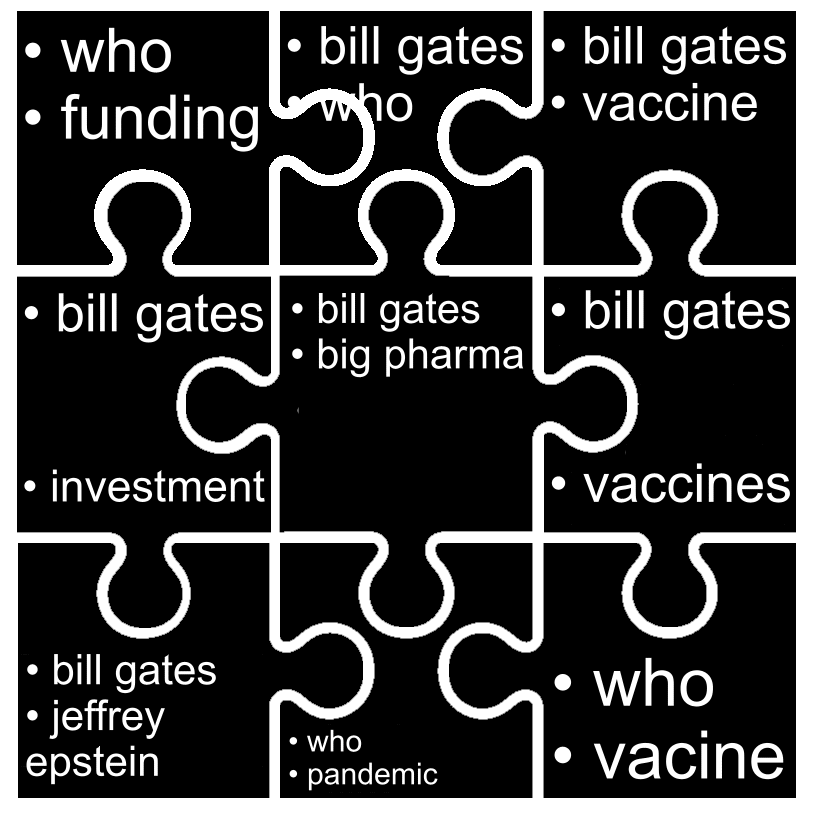 • who
• funding
• bill gates
• who
• bill gates
• vaccine
• bill gates
• investment
• bill gates
• big pharma
• bill gates
• vaccines
• bill gates
• jeffrey
epstein
• who
• pandemic
• who
• vacine